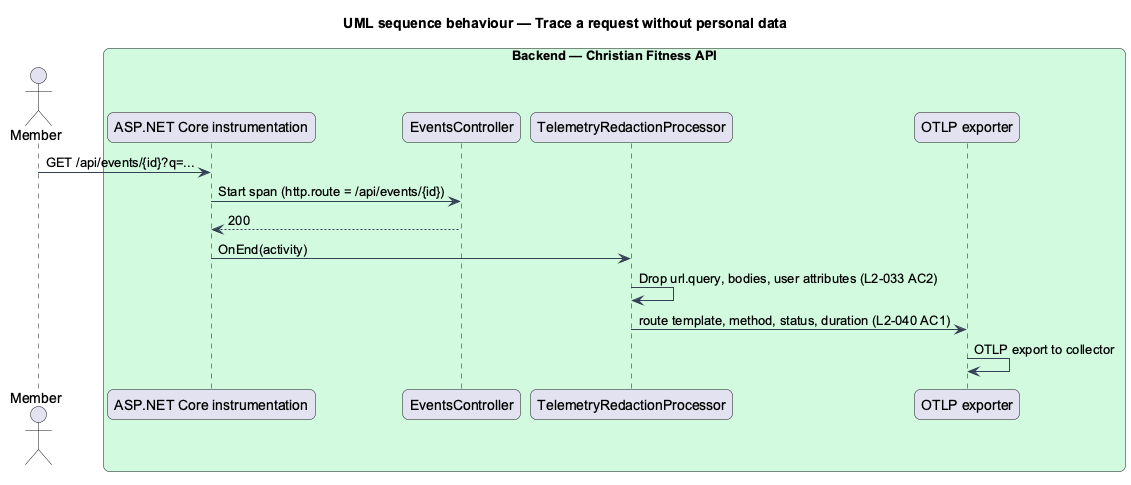 UML sequence behaviour — Trace a request without personal data
Backend — Christian Fitness API
Member
ASP.NET Core instrumentation
EventsController
TelemetryRedactionProcessor
OTLP exporter
GET /api/events/{id}?q=...
Start span (http.route = /api/events/{id})
200
OnEnd(activity)
Drop url.query, bodies, user attributes (L2-033 AC2)
route template, method, status, duration (L2-040 AC1)
OTLP export to collector
Member
ASP.NET Core instrumentation
EventsController
TelemetryRedactionProcessor
OTLP exporter